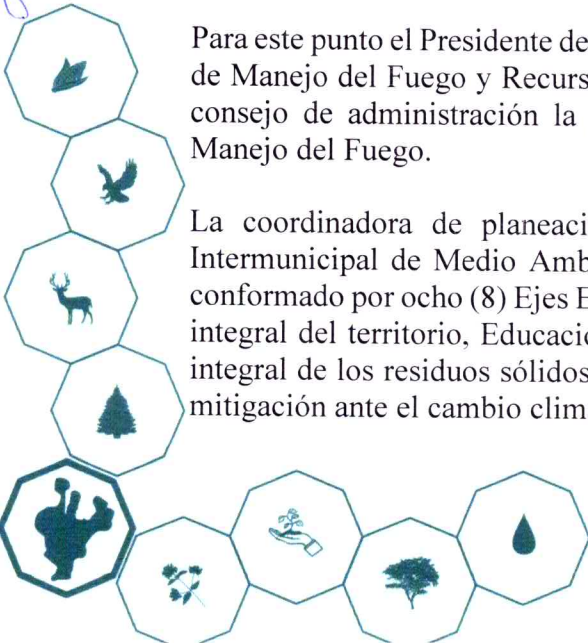 Para este punto el Presidente de
de Manejo del Fuego y Recurs
consejo de administración la
Manejo del Fuego.
La coordinadora de planeaci
Intermunicipal de Medio Amb
conformado por ocho (8) Ejes E
integral del territorio, Educació
integral de los residuos sólidos
mitigación ante el cambio clim